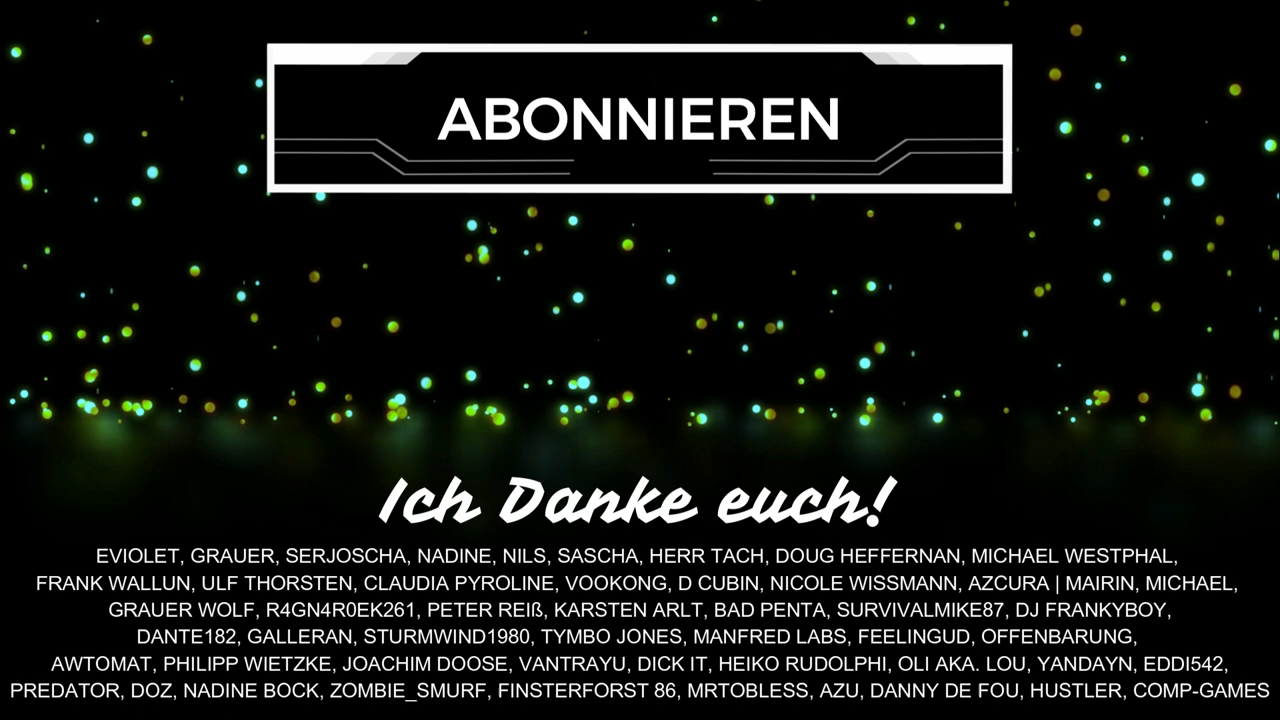 ABONNIEREN
Ich Danke euch!
EVIOLET, GRAUER, SERJOSCHA, NADINE, NILS, SASCHA, HERR TACH, DOUG HEFFERNAN, MICHAEL WESTPHAL,
FRANK WALLUN, ULF THORSTEN, CLAUDIA PYROLINE, VOOKONG, D CUBIN, NICOLE WISSMANN, AZCURA | MAIRIN, MICHAEL,
GRAUER WOLF, R4GN4R0EK261, PETER REIß, KARSTEN ARLT, BAD PENTA, SURVIVALMIKE87, DJ FRANKYBOY,
DANTE182, GALLERAN, STURMWIND1980, TYMBO JONES, MANFRED LABS, FEELINGUD, OFFENBARUNG,
AWTOMAT, PHILIPP WIETZKE, JOACHIM DOOSE, VANTRAYU, DICK IT, HEIKO RUDOLPHI, OLI AKA. LOU, YANDAYN, EDDI542,
PREDATOR, DOZ, NADINE BOCK, ZOMBIE_SMURF, FINSTERFORST 86, MRTOBLESS, AZU, DANNY DE FOU, HUSTLER, COMP-GAMES